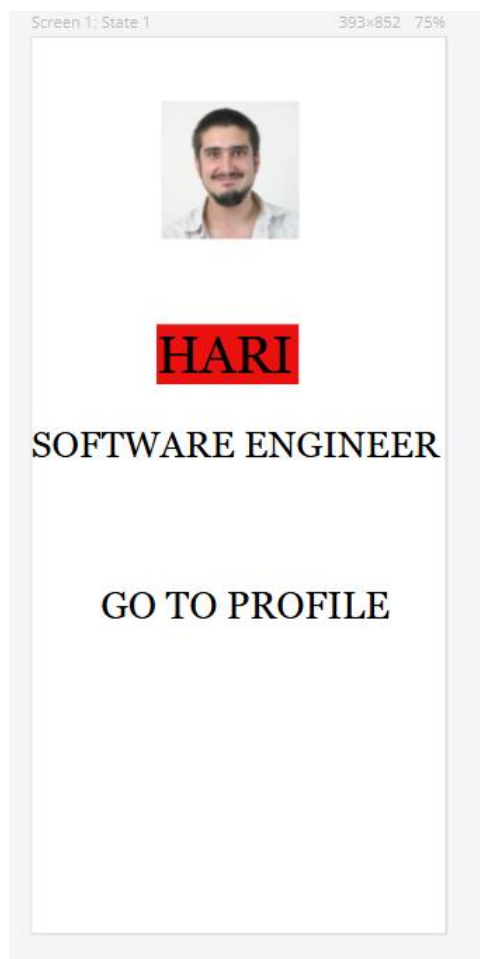 Screen 1: State 1 393×852 75%
HARI
SOFTWARE ENGINEER
GO TO PROFILE